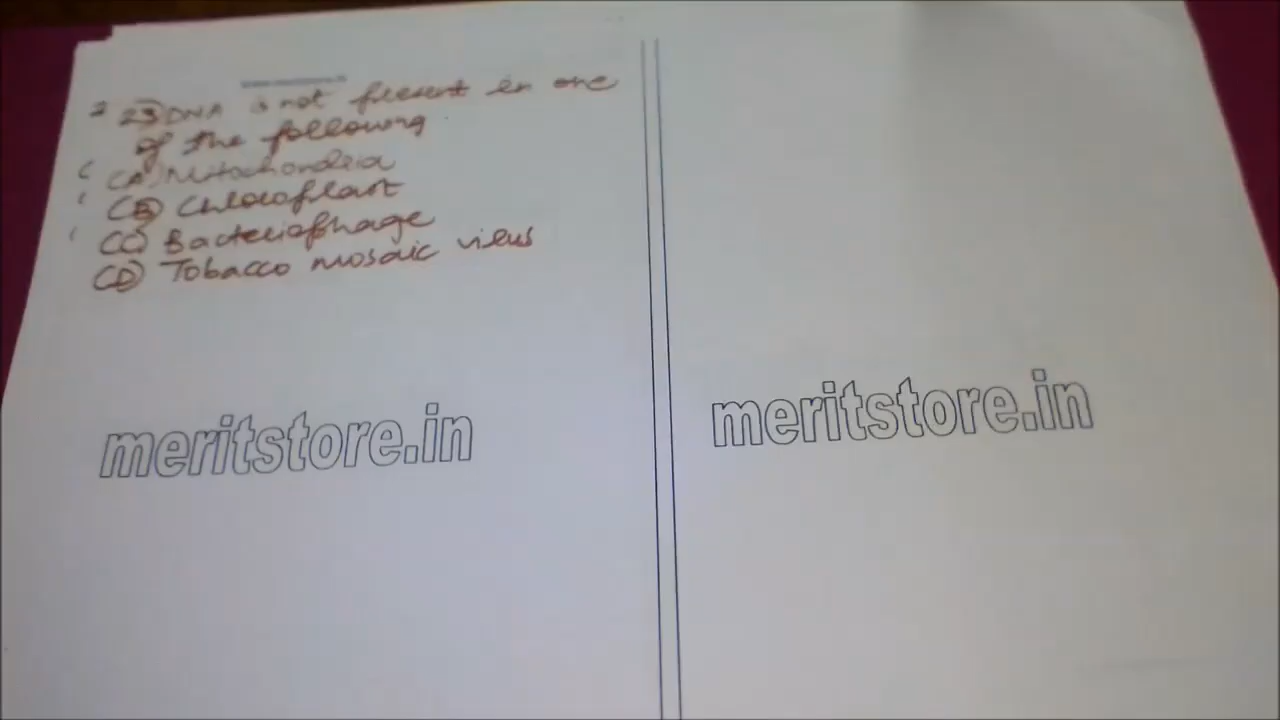 23) DNA is not present in one
of the following
(A) Mitochondria
(B) Chloroplast
(C) Bacteriophage
(D) Tobacco mosaic virus
meritstore.in
meritstore.in